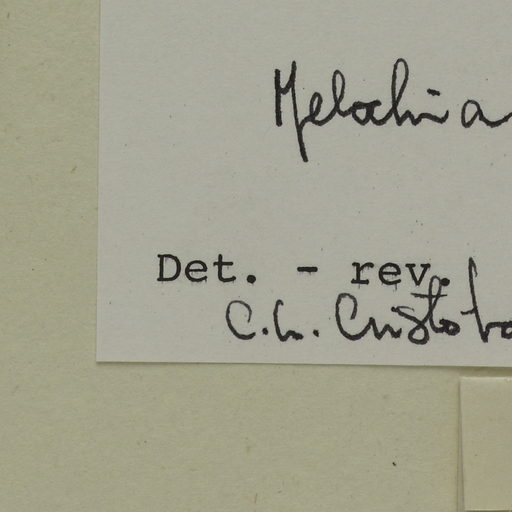 Melochia
Det. - rev.
C.L. Cristoba